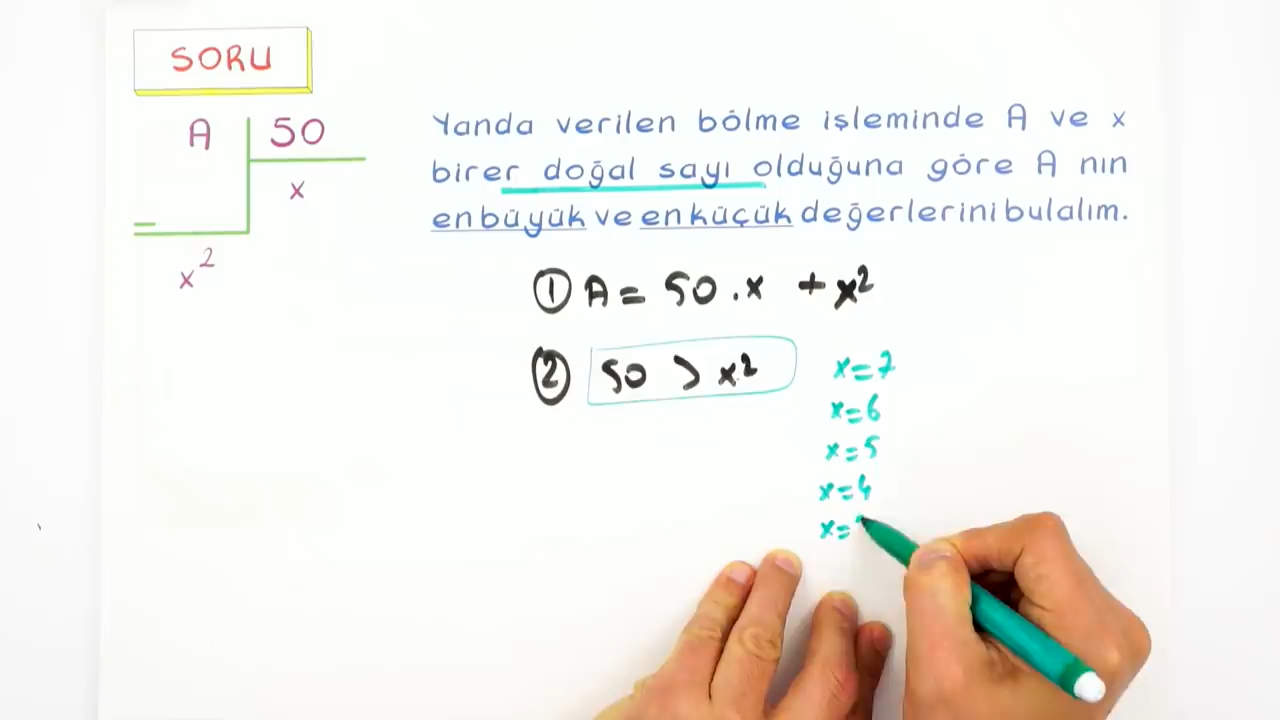 SORU
A 50
x
x²
Yanda verilen bölme işleminde A ve x
birer doğal sayı olduğuna göre A nın
en büyük ve en küçük değerlerini bulalım.
① A = 50 . x + x²
② 50 > x²
x = 7
x = 6
x = 5
x = 4
x =